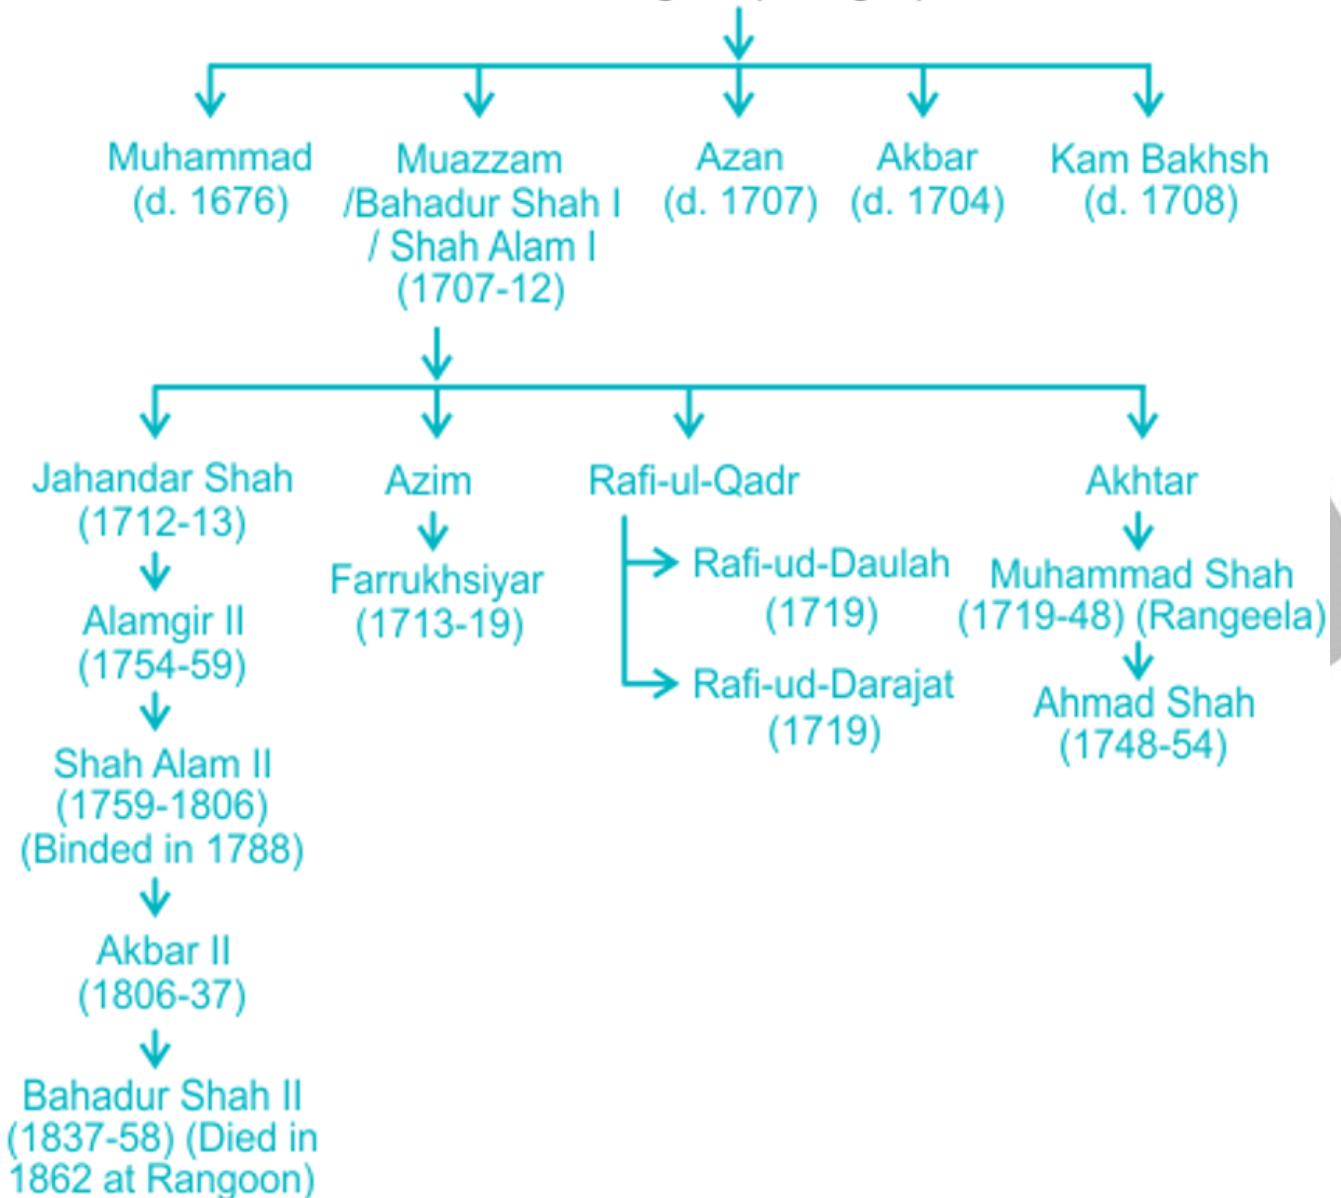 Muhammad
(d. 1676)
Muazzam
/Bahadur Shah I
/ Shah Alam I
(1707-12)
Azan
(d. 1707)
Akbar
(d. 1704)
Kam Bakhsh
(d. 1708)
Jahandar Shah
(1712-13)
Alamgir II
(1754-59)
Shah Alam II
(1759-1806)
(Binded in 1788)
Akbar II
(1806-37)
Bahadur Shah II
(1837-58) (Died in
1862 at Rangoon)
Azim
Farrukhsiyar
(1713-19)
Rafi-ul-Qadr
Rafi-ud-Daulah
(1719)
Rafi-ud-Darajat
(1719)
Akhtar
Muhammad Shah
(1719-48) (Rangeela)
Ahmad Shah
(1748-54)